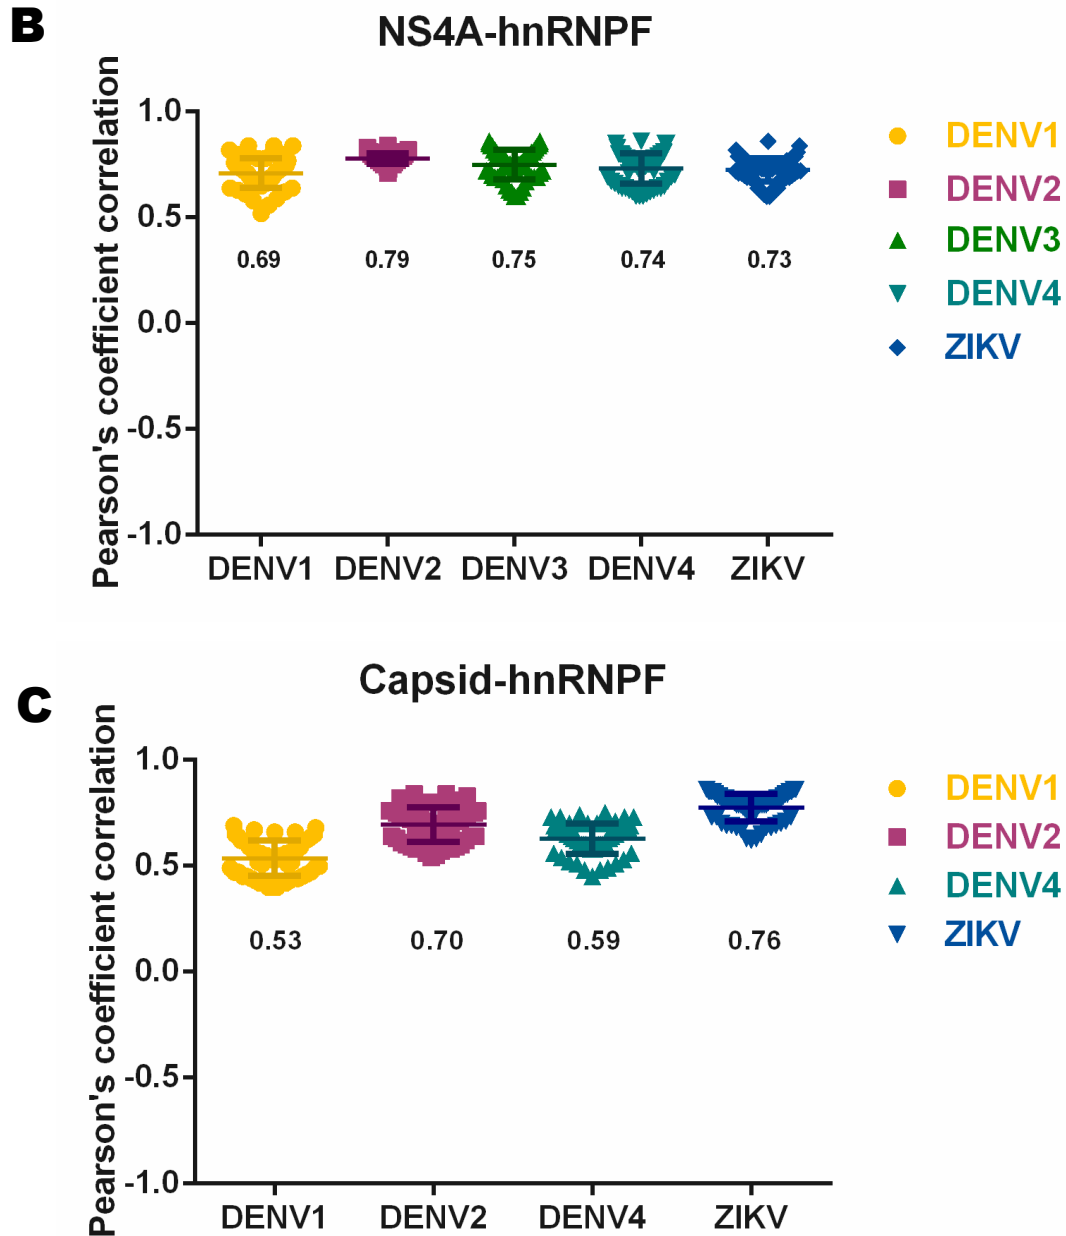 B
NS4A-hnRNPF
Pearson's coefficient correlation
1.0
0.5
0.0
-0.5
-1.0
0.69 0.79 0.75 0.74 0.73
DENV1 DENV2 DENV3 DENV4 ZIKV
DENV1
DENV2
DENV3
DENV4
ZIKV
C
Capsid-hnRNPF
Pearson's coefficient correlation
1.0
0.5
0.0
-0.5
-1.0
0.53 0.70 0.59 0.76
DENV1 DENV2 DENV4 ZIKV
DENV1
DENV2
DENV4
ZIKV